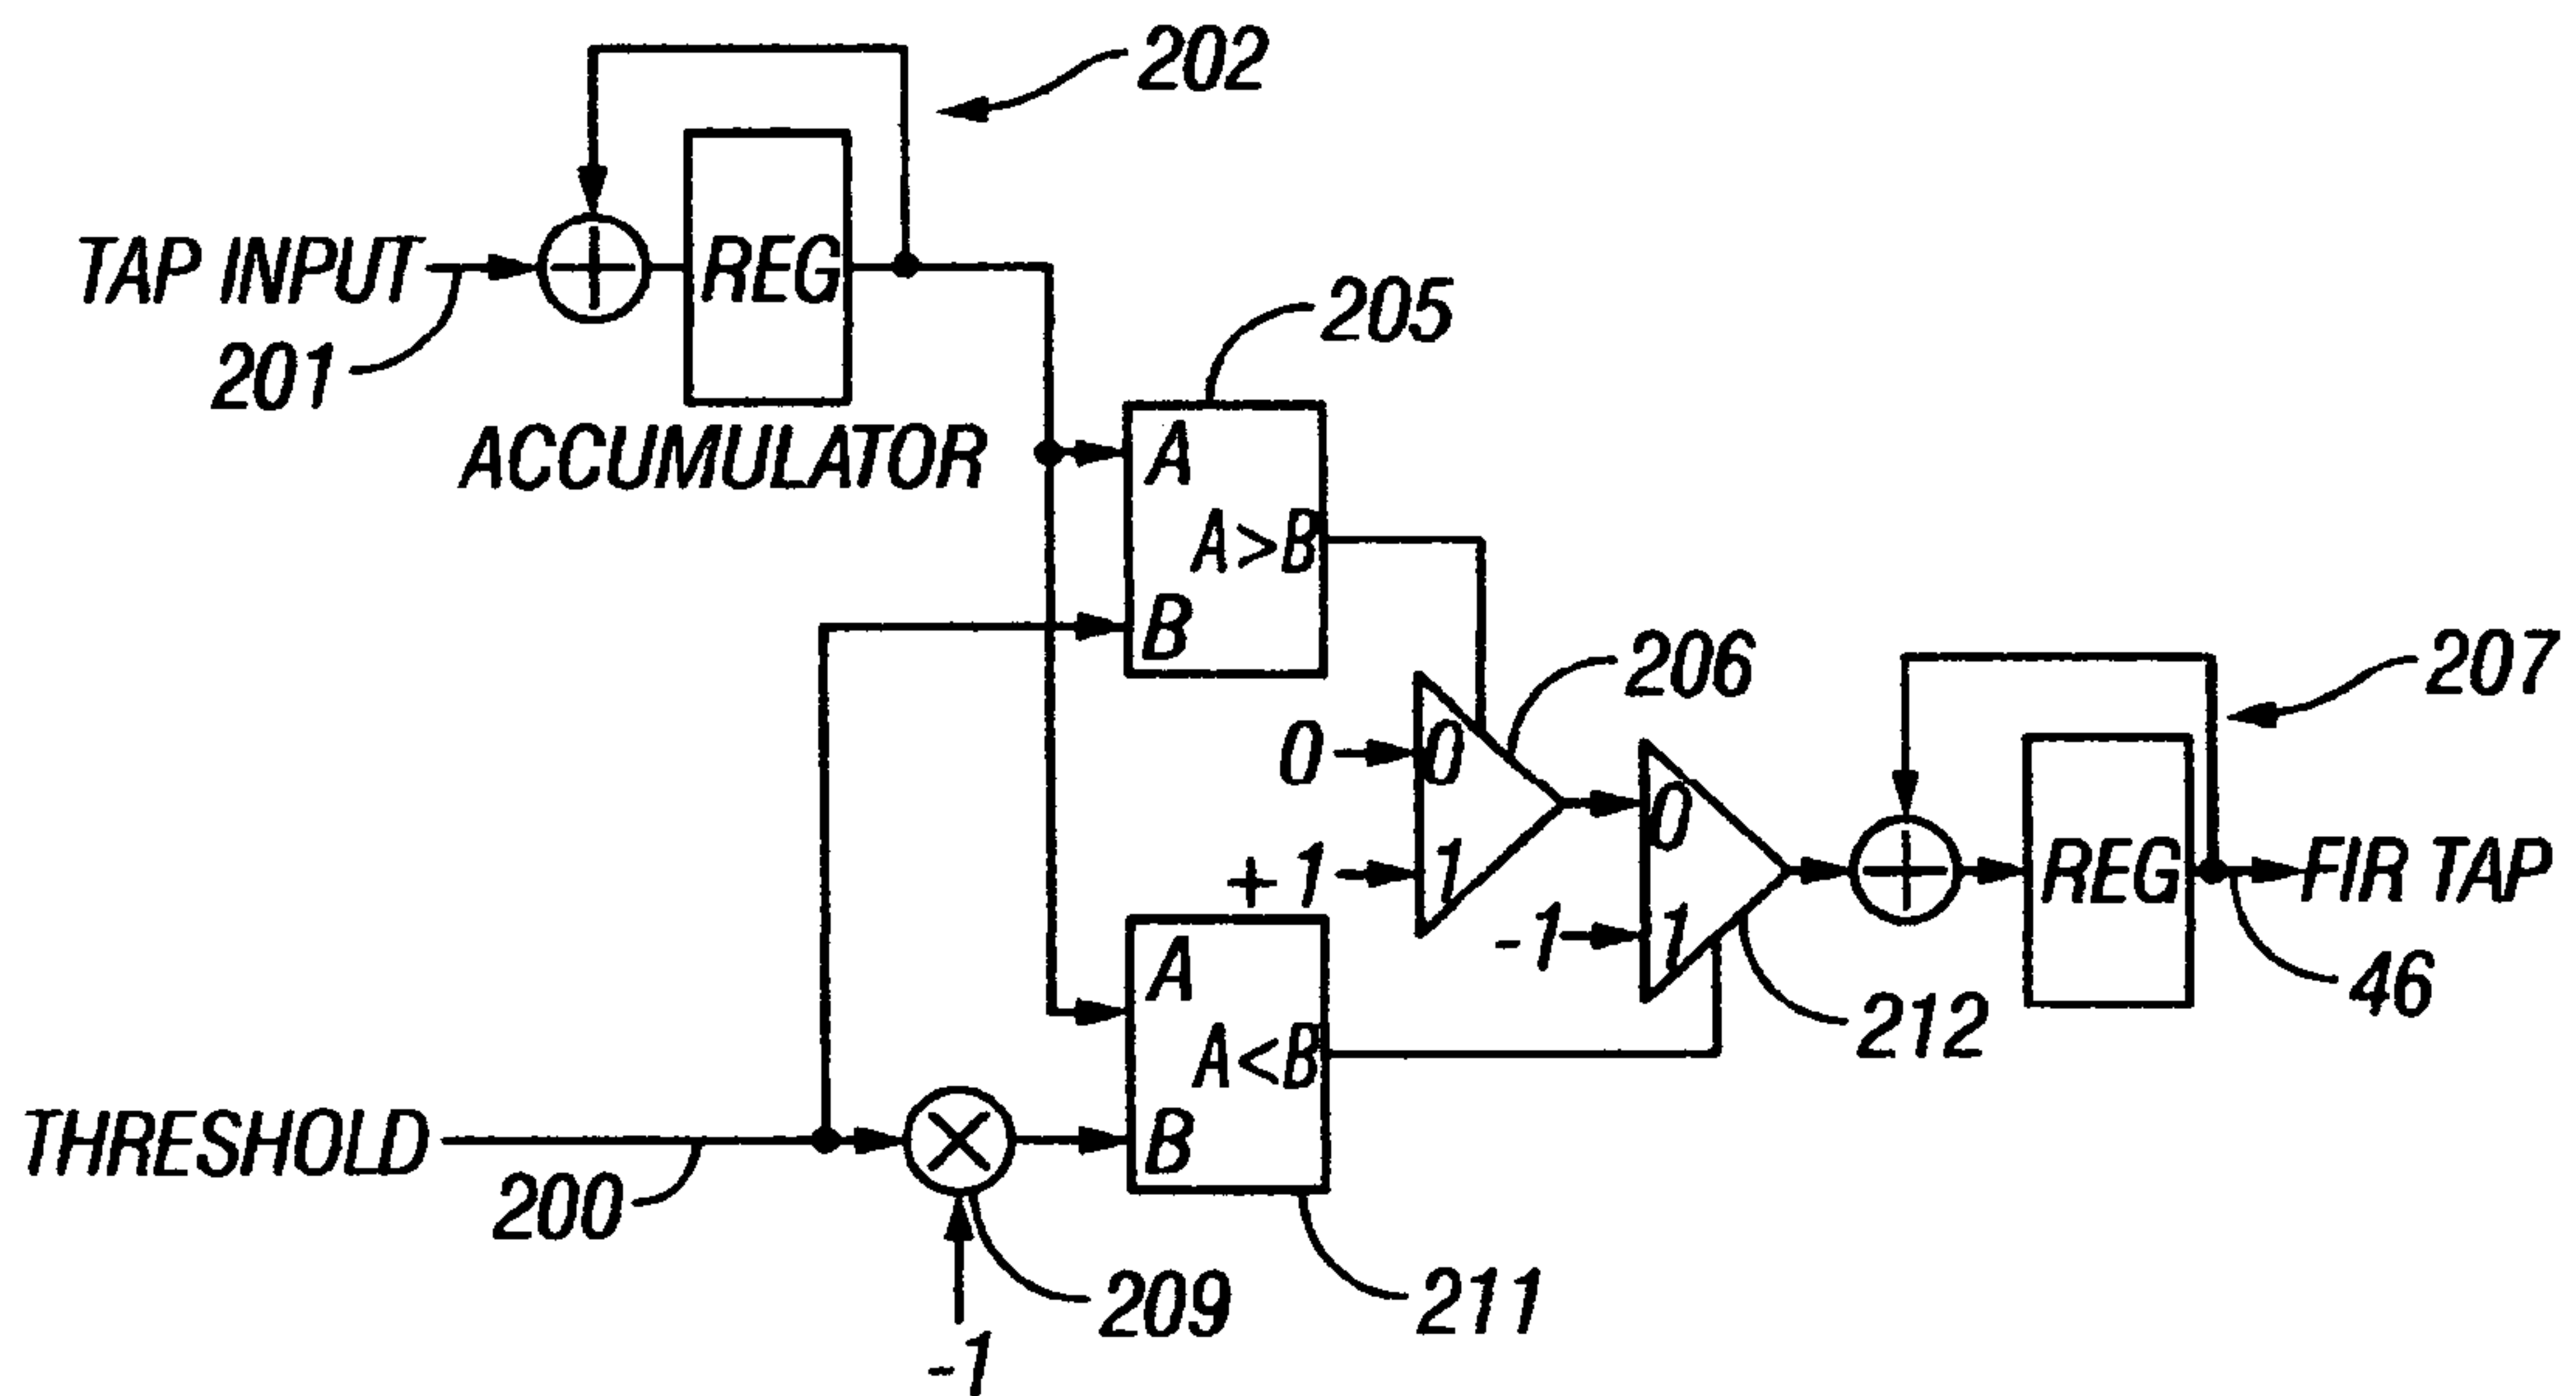 202
TAP INPUT
REG
201
205
ACCUMULATOR
A
A>B
B
206
207
0
0
0
+1
1
REG
FIR TAP
-1
1
A
46
A<B
212
THRESHOLD
B
200
209
211
-1